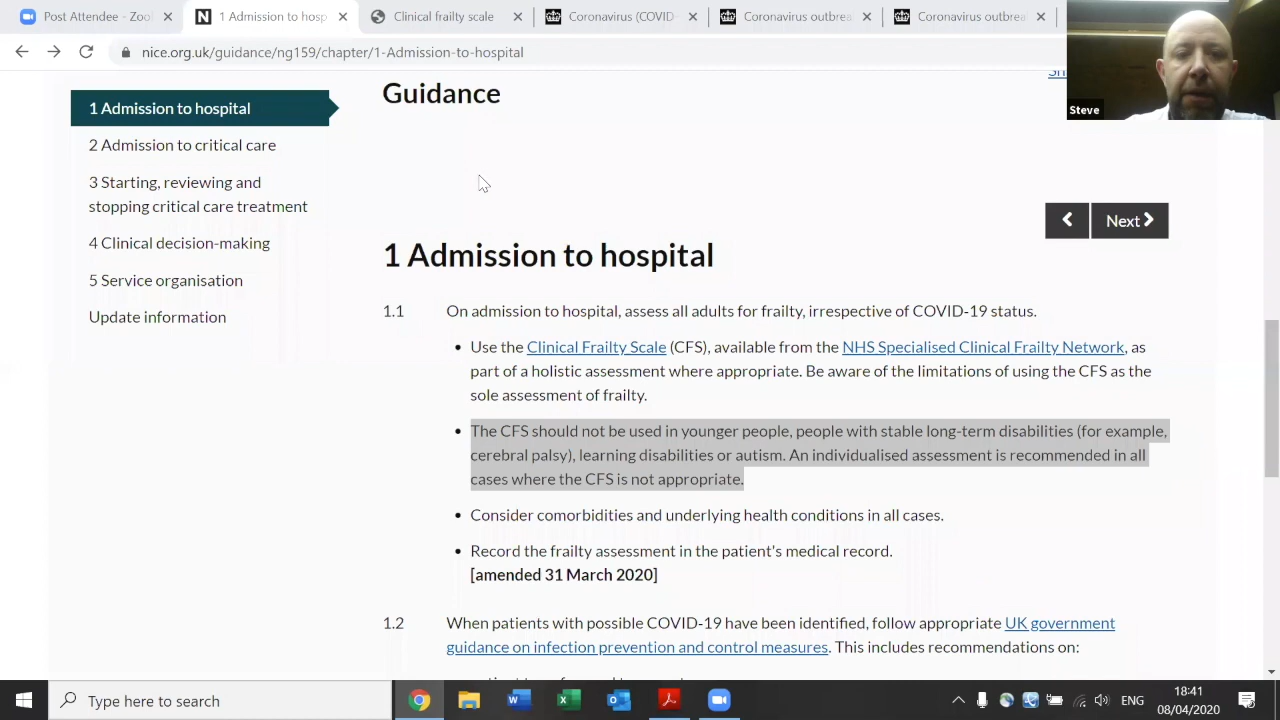 Post Attendee - Zoo
1 Admission to hosp
Clinical frailty scale
Coronavirus (COVID-
Coronavirus outbrea
Coronavirus outbrea
nice.org.uk/guidance/ng159/chapter/1-Admission-to-hospital
Steve
Guidance
1 Admission to hospital
2 Admission to critical care
3 Starting, reviewing and
stopping critical care treatment
4 Clinical decision-making
5 Service organisation
Update information
Next
1 Admission to hospital
1.1 On admission to hospital, assess all adults for frailty, irrespective of COVID-19 status.
• Use the Clinical Frailty Scale (CFS), available from the NHS Specialised Clinical Frailty Network, as
part of a holistic assessment where appropriate. Be aware of the limitations of using the CFS as the
sole assessment of frailty.
• The CFS should not be used in younger people, people with stable long-term disabilities (for example,
cerebral palsy), learning disabilities or autism. An individualised assessment is recommended in all
cases where the CFS is not appropriate.
• Consider comorbidities and underlying health conditions in all cases.
• Record the frailty assessment in the patient's medical record.
[amended 31 March 2020]
1.2 When patients with possible COVID-19 have been identified, follow appropriate UK government
guidance on infection prevention and control measures. This includes recommendations on:
Type here to search
ENG
18:41
08/04/2020